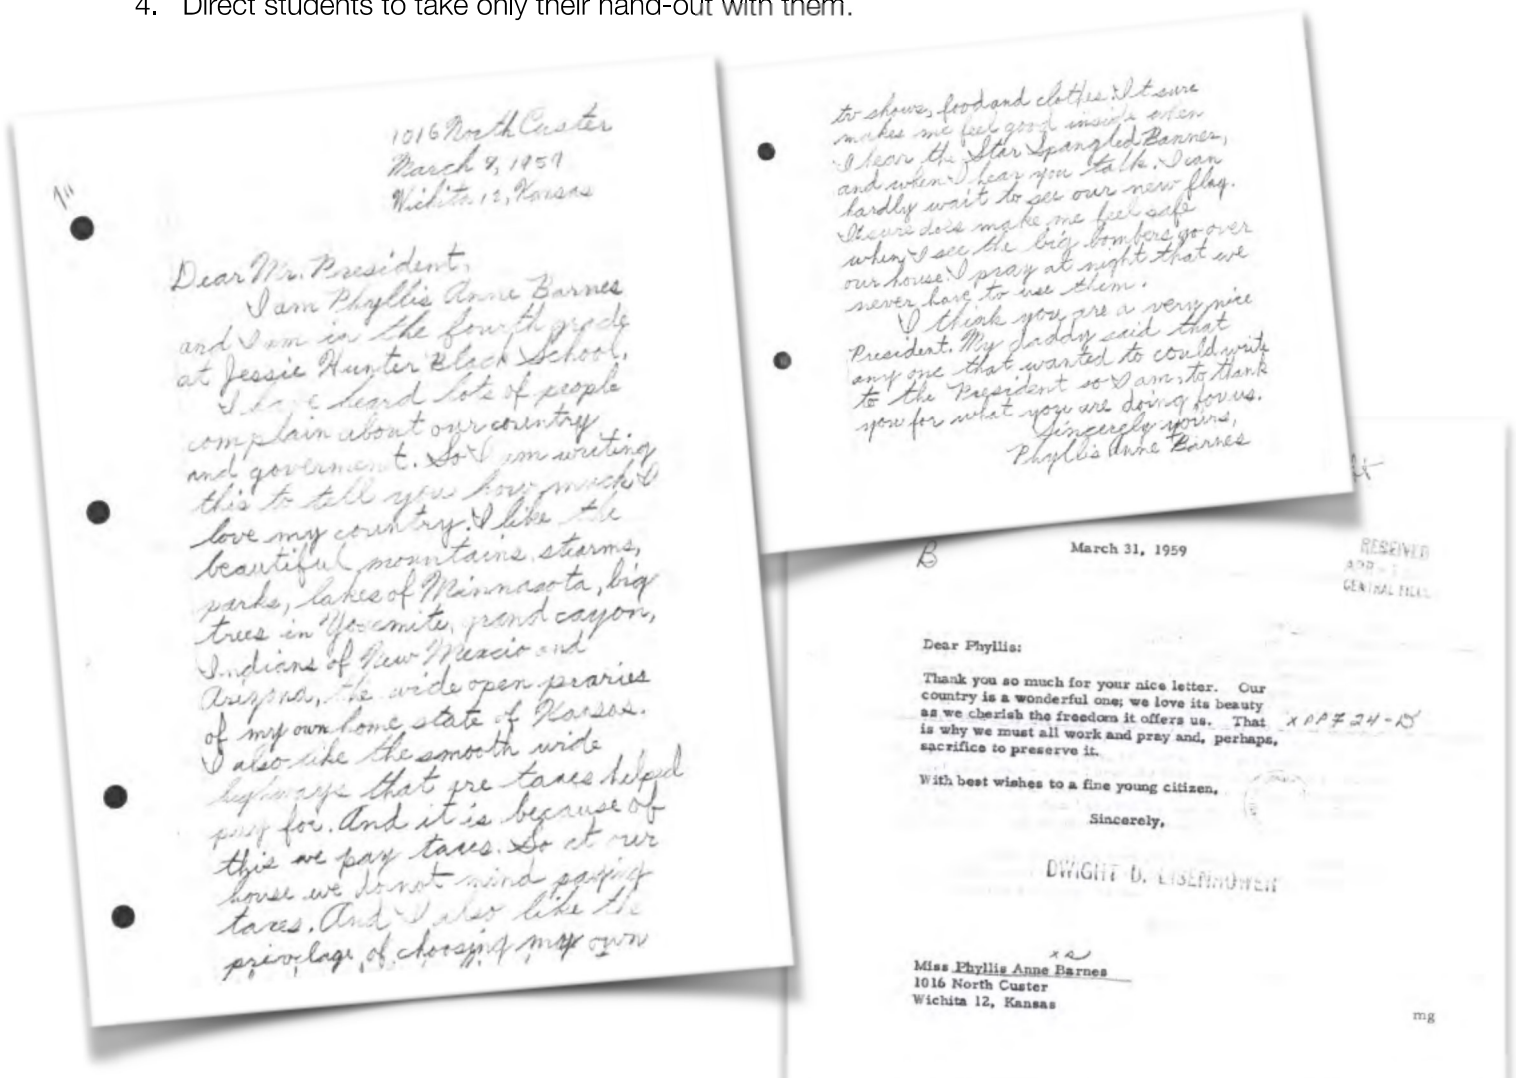 4. Direct students to take only their hand-out with them.
1016 North Custer
March 8, 1959
Wichita 12, Kansas
Dear Mr. President,
I am Phyllis Anne Barnes
and I am in the fourth grade
at Jessie Hunter Black School.
I have heard lots of people
complain about our country
and goverment. So I am writing
this to tell you how much I
love my country. I like the
beautiful mountains, stearms,
parks, lakes of Minnasota, big
trees in Yosemite, grand cayon,
Indians of New Mexcio and
Arizona, the wide open praries
of my own home state of Kansas.
I also like the smooth wide
highways that are taxes helped
pay for. And it is because of
this we pay taxes. So at our
house we do not mind paying
taxes. And I also like the
privelage of choosing my own
tv shows, food and clothes. It sure
makes me feel good inside when
I hear the Star Spangled Banner,
and when I hear you talk. I can
hardly wait to see our new flag.
It sure does make me feel safe
when I see the big bombers go over
our house. I pray at night that we
never have to use them.
I think you are a very nice
President. My daddy said that
any one that wanted to could write
to the President so I am, to thank
you for what you are doing for us.
Sincerely yours,
Phyllis Anne Barnes
B
March 31, 1959
RECEIVED
APR
CENTRAL FILES
Dear Phyllis:
Thank you so much for your nice letter. Our
country is a wonderful one; we love its beauty
as we cherish the freedom it offers us. That
is why we must all work and pray and, perhaps,
sacrifice to preserve it.
With best wishes to a fine young citizen,
Sincerely,
DWIGHT D. EISENHOWER
Miss Phyllis Anne Barnes
1016 North Custer
Wichita 12, Kansas
mg